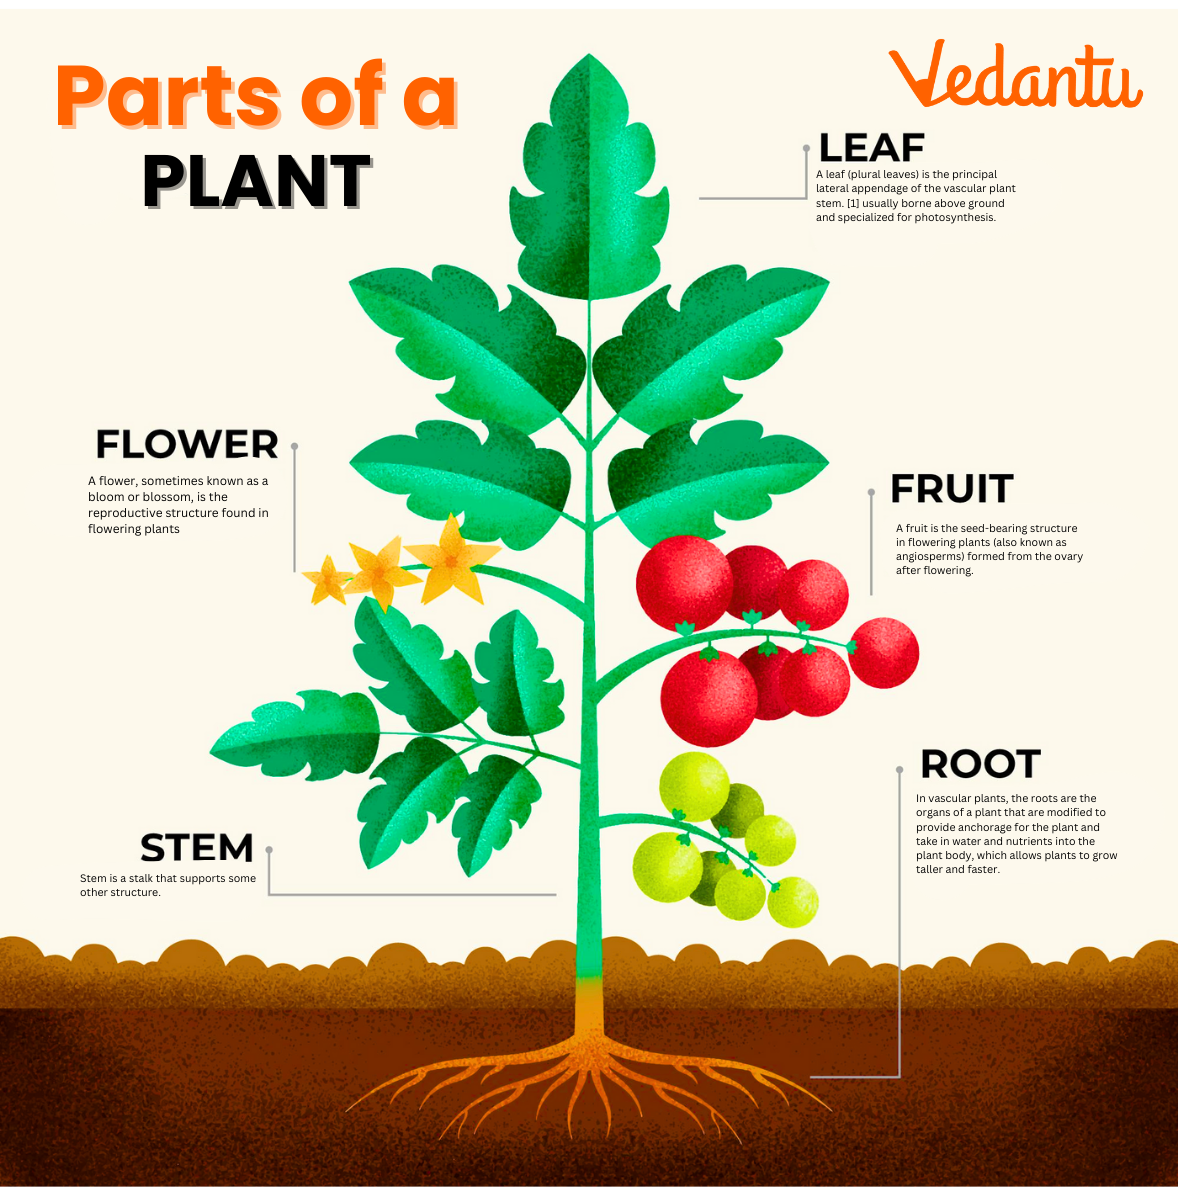 Parts of a
PLANT
Vedantu
LEAF
A leaf (plural leaves) is the principal
lateral appendage of the vascular plant
stem. [1] usually borne above ground
and specialized for photosynthesis.
FLOWER
A flower, sometimes known as a
bloom or blossom, is the
reproductive structure found in
flowering plants
FRUIT
A fruit is the seed-bearing structure
in flowering plants (also known as
angiosperms) formed from the ovary
after flowering.
ROOT
In vascular plants, the roots are the
organs of a plant that are modified to
provide anchorage for the plant and
take in water and nutrients into the
plant body, which allows plants to grow
taller and faster.
STEM
Stem is a stalk that supports some
other structure.